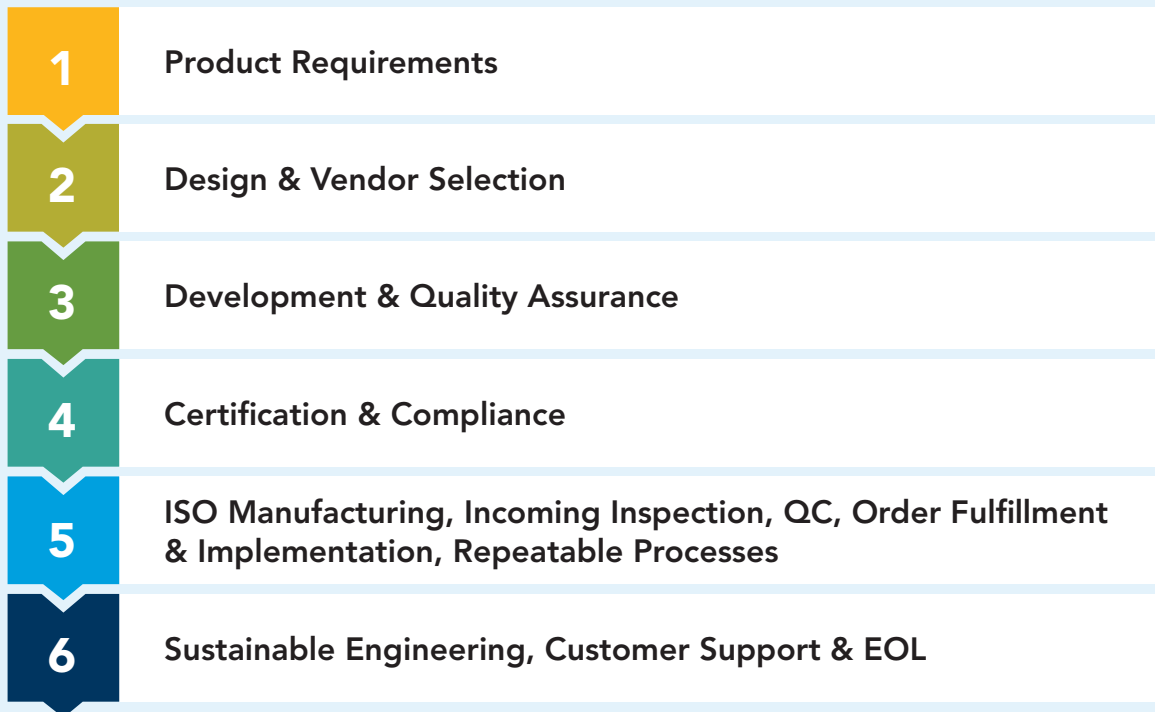 1
Product Requirements
2
Design & Vendor Selection
3
Development & Quality Assurance
4
Certification & Compliance
5
ISO Manufacturing, Incoming Inspection, QC, Order Fulfillment
& Implementation, Repeatable Processes
6
Sustainable Engineering, Customer Support & EOL